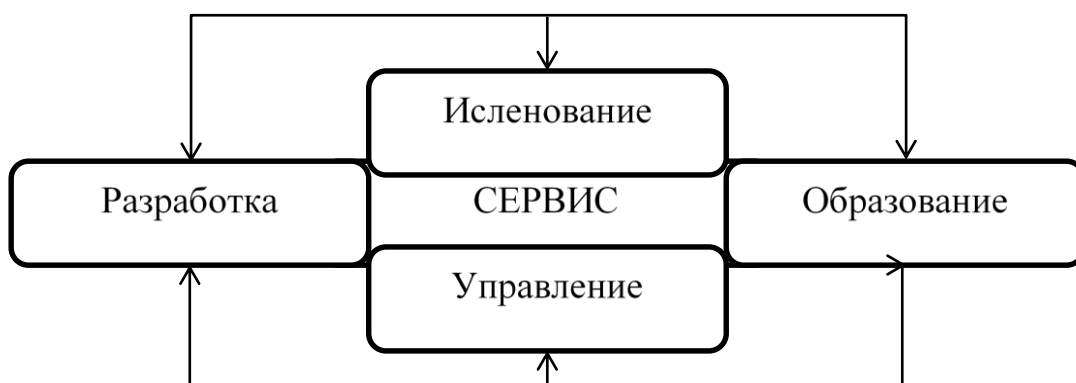 Исленование
Разработка
СЕРВИС
Образование
Управление